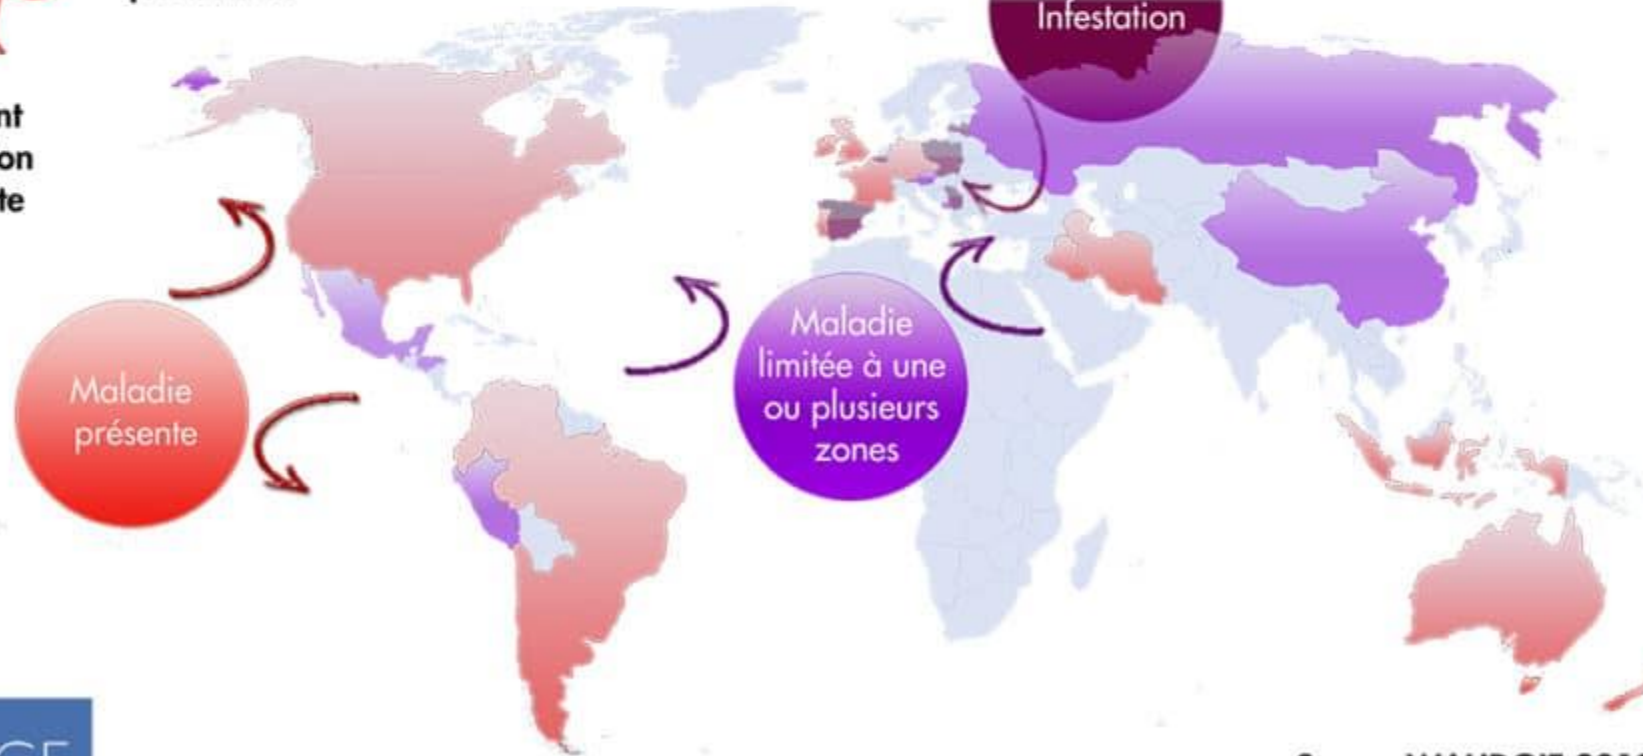 Infestation
nt
on
te
Maladie
présente
Maladie
limitée à une
ou plusieurs
zones